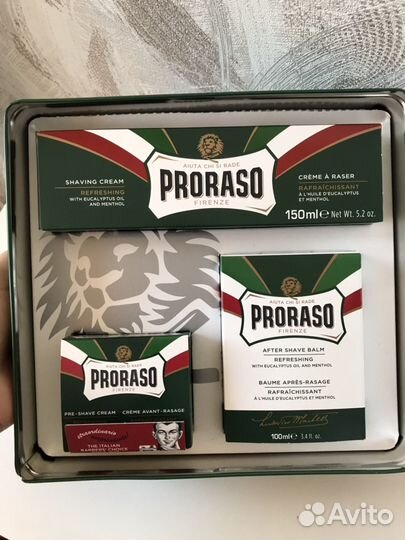 AIUTA CHI SI RADE
PRORASO
FIRENZE
SHAVING CREAM
REFRESHING
WITH EUCALYPTUS OIL
AND MENTHOL
CRÈME À RASER
RAFRAÎCHISSANT
À L'HUILE D'EUCALYPTUS
ET MENTHOL
150ml e Net Wt. 5.2 oz.
AIUTA CHI SI RADE
PRORASO
FIRENZE
PRE-SHAVE CREAM CRÈME AVANT-RASAGE
straordinario
THE ITALIAN
BARBERS' CHOICE
AIUTA CHI SI RADE
PRORASO
FIRENZE
AFTER SHAVE BALM
REFRESHING
WITH EUCALYPTUS OIL AND MENTHOL
BAUME APRÈS-RASAGE
RAFRAÎCHISSANT
À L'HUILE D'EUCALYPTUS ET MENTHOL
100ml e 3.4 fl. oz.
Avito